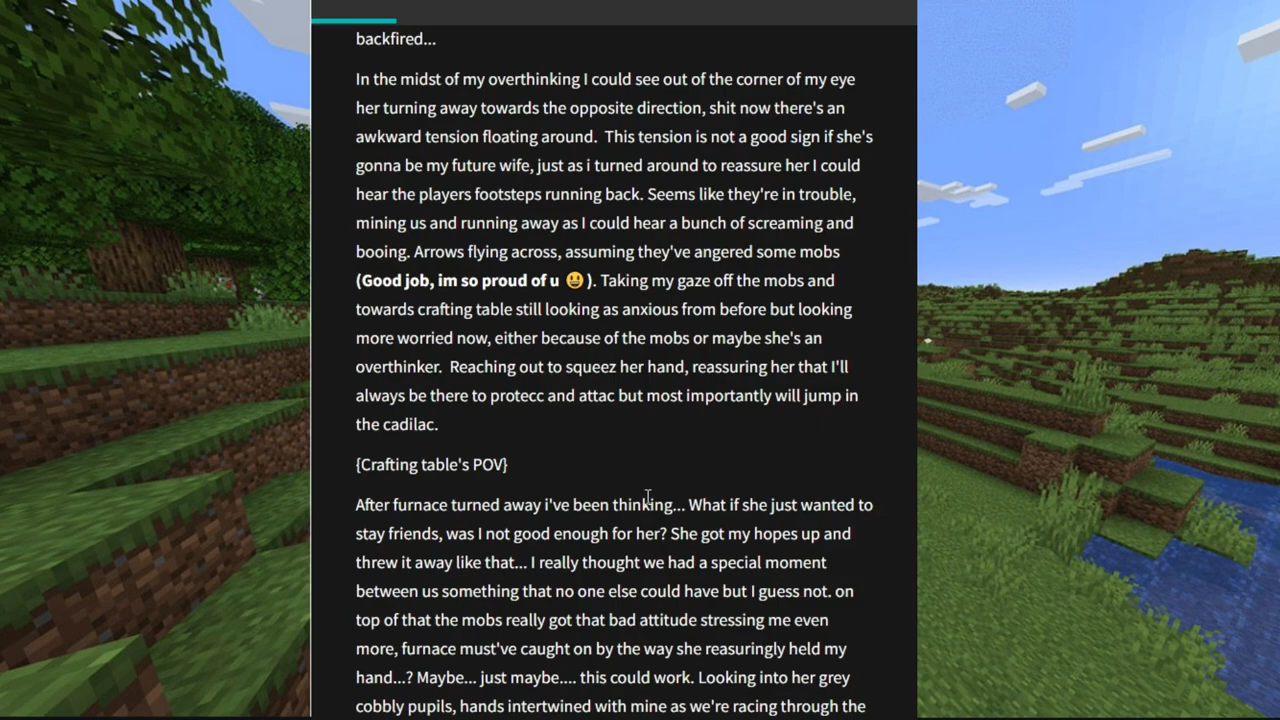 backfired...
In the midst of my overthinking I could see out of the corner of my eye
her turning away towards the opposite direction, shit now there's an
awkward tension floating around.  This tension is not a good sign if she's
gonna be my future wife, just as i turned around to reassure her I could
hear the players footsteps running back. Seems like they're in trouble,
mining us and running away as I could hear a bunch of screaming and
booing. Arrows flying across, assuming they've angered some mobs
(Good job, im so proud of u 😃). Taking my gaze off the mobs and
towards crafting table still looking as anxious from before but looking
more worried now, either because of the mobs or maybe she's an
overthinker.  Reaching out to squeez her hand, reassuring her that I'll
always be there to protecc and attac but most importantly will jump in
the cadilac.
{Crafting table's POV}
After furnace turned away i've been thinking... What if she just wanted to
stay friends, was I not good enough for her? She got my hopes up and
threw it away like that... I really thought we had a special moment
between us something that no one else could have but I guess not. on
top of that the mobs really got that bad attitude stressing me even
more, furnace must've caught on by the way she reasuringly held my
hand...? Maybe... just maybe.... this could work. Looking into her grey
cobbly pupils, hands intertwined with mine as we're racing through the